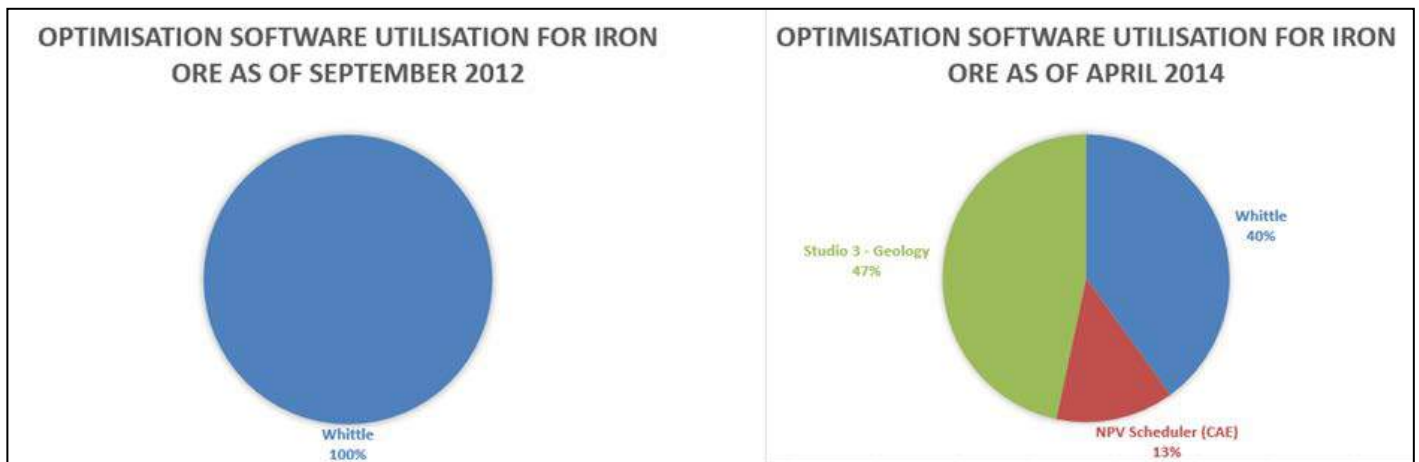 OPTIMISATION SOFTWARE UTILISATION FOR IRON
ORE AS OF SEPTEMBER 2012
Whittle
100%
OPTIMISATION SOFTWARE UTILISATION FOR IRON
ORE AS OF APRIL 2014
Whittle
40%
Studio 3 - Geology
47%
NPV Scheduler (CAE)
13%